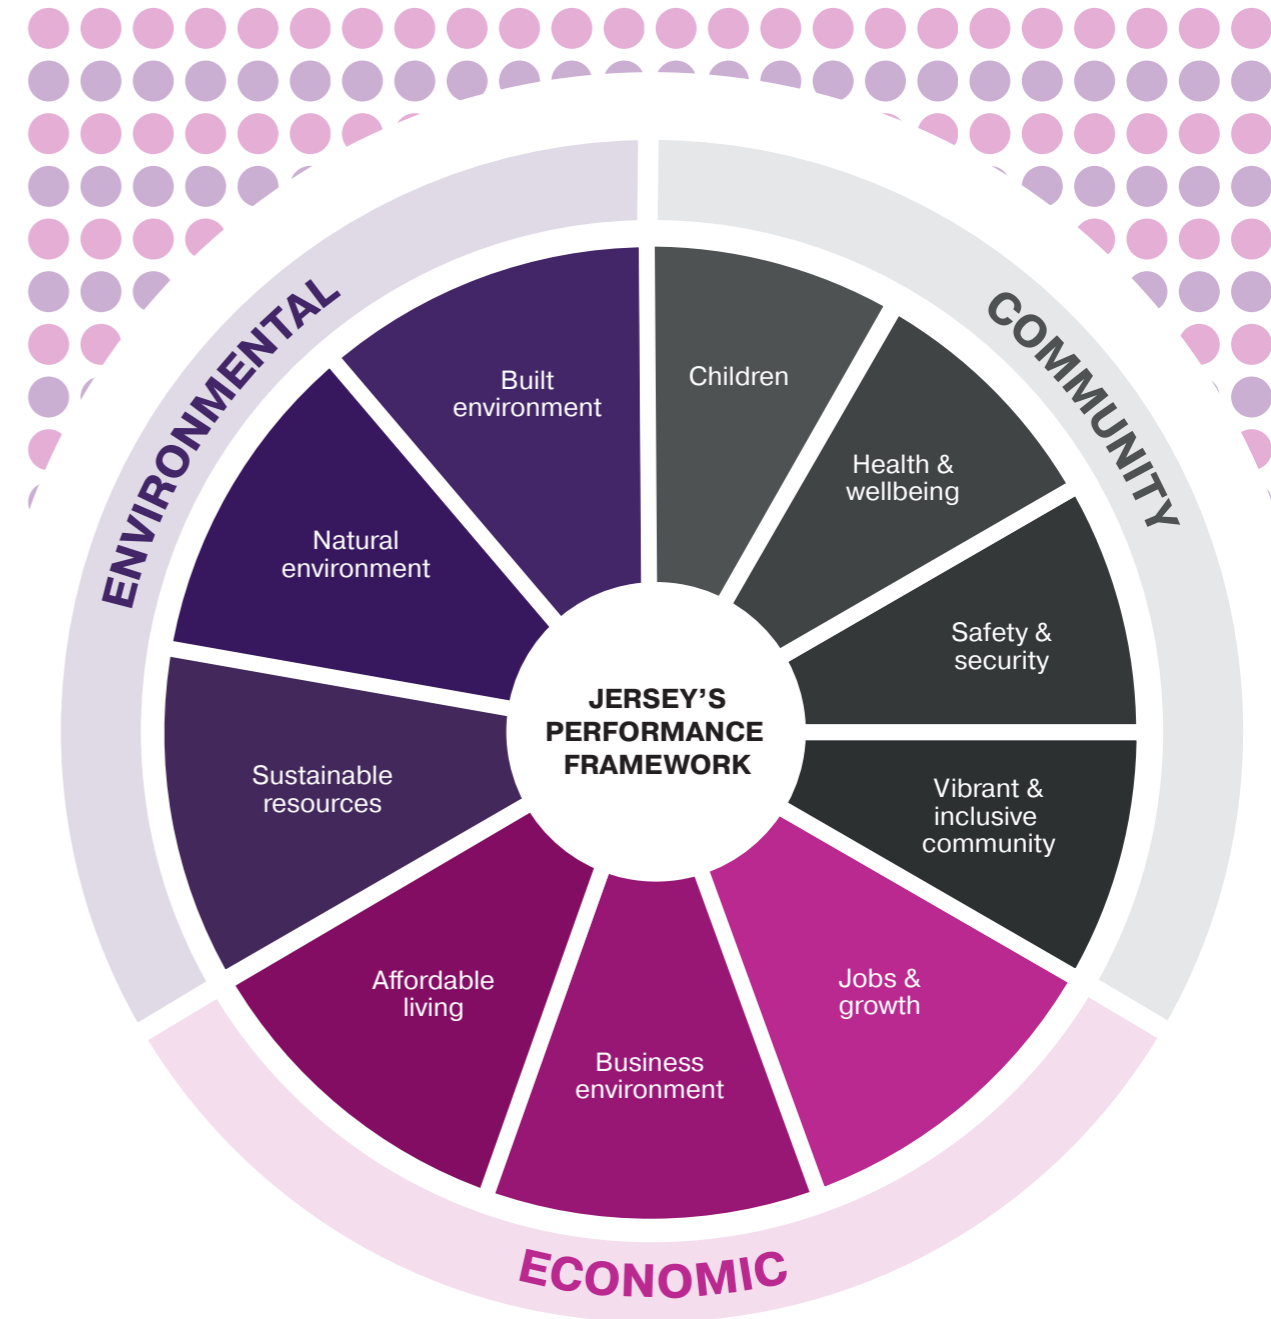 ENVIRONMENTAL
COMMUNITY
ECONOMIC
JERSEY’S
PERFORMANCE
FRAMEWORK
Children
Health &
wellbeing
Safety &
security
Vibrant &
inclusive
community
Jobs &
growth
Business
environment
Affordable
living
Sustainable
resources
Natural
environment
Built
environment